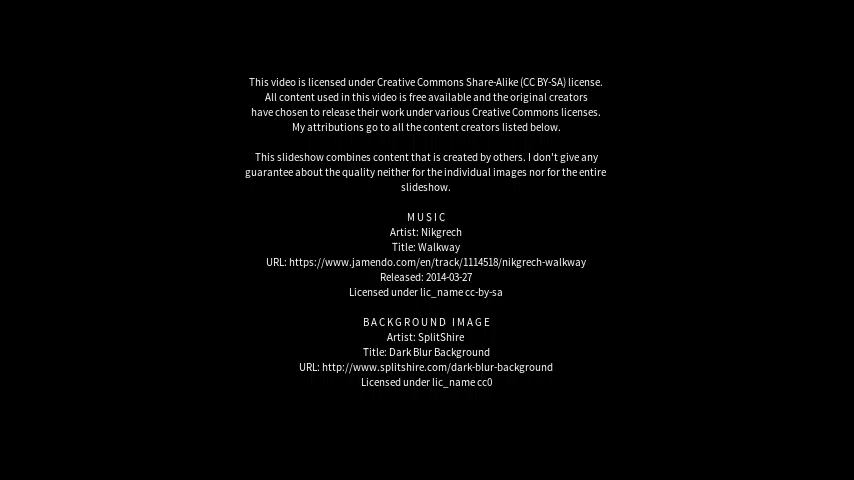 This video is licensed under Creative Commons Share-Alike (CC BY-SA) license.
All content used in this video is free available and the original creators
have chosen to release their work under various Creative Commons licenses.
My attributions go to all the content creators listed below.
This slideshow combines content that is created by others. I don't give any
guarantee about the quality neither for the individual images nor for the entire
slideshow.
MUSIC
Artist: Nikgrech
Title: Walkway
URL: https://www.jamendo.com/en/track/1114518/nikgrech-walkway
Released: 2014-03-27
Licensed under lic_name cc-by-sa
BACKGROUND IMAGE
Artist: SplitShire
Title: Dark Blur Background
URL: http://www.splitshire.com/dark-blur-background
Licensed under lic_name cc0